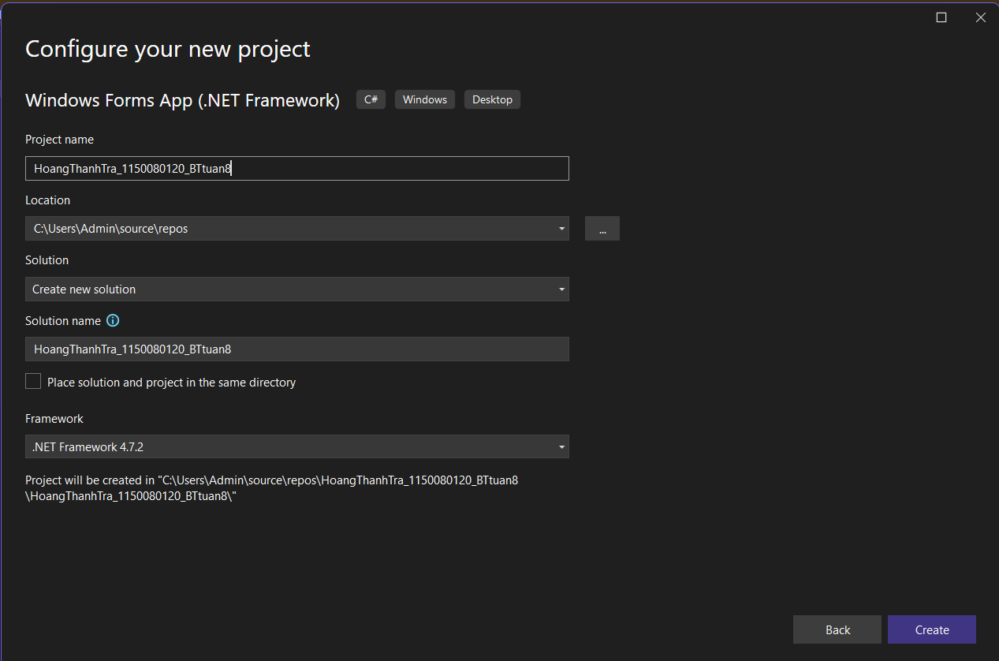 Configure your new project
Windows Forms App (.NET Framework) C# Windows Desktop
Project name
HoangThanhTra_1150080120_BTtuan8
Location
C:\Users\Admin\source\repos
...
Solution
Create new solution
Solution name
HoangThanhTra_1150080120_BTtuan8
Place solution and project in the same directory
Framework
.NET Framework 4.7.2
Project will be created in "C:\Users\Admin\source\repos\HoangThanhTra_1150080120_BTtuan8
\HoangThanhTra_1150080120_BTtuan8\"
Back Create